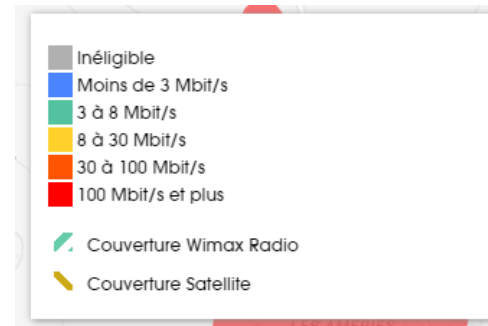 Inéligible
Moins de 3 Mbit/s
3 à 8 Mbit/s
8 à 30 Mbit/s
30 à 100 Mbit/s
100 Mbit/s et plus
Couverture Wimax Radio
Couverture Satellite